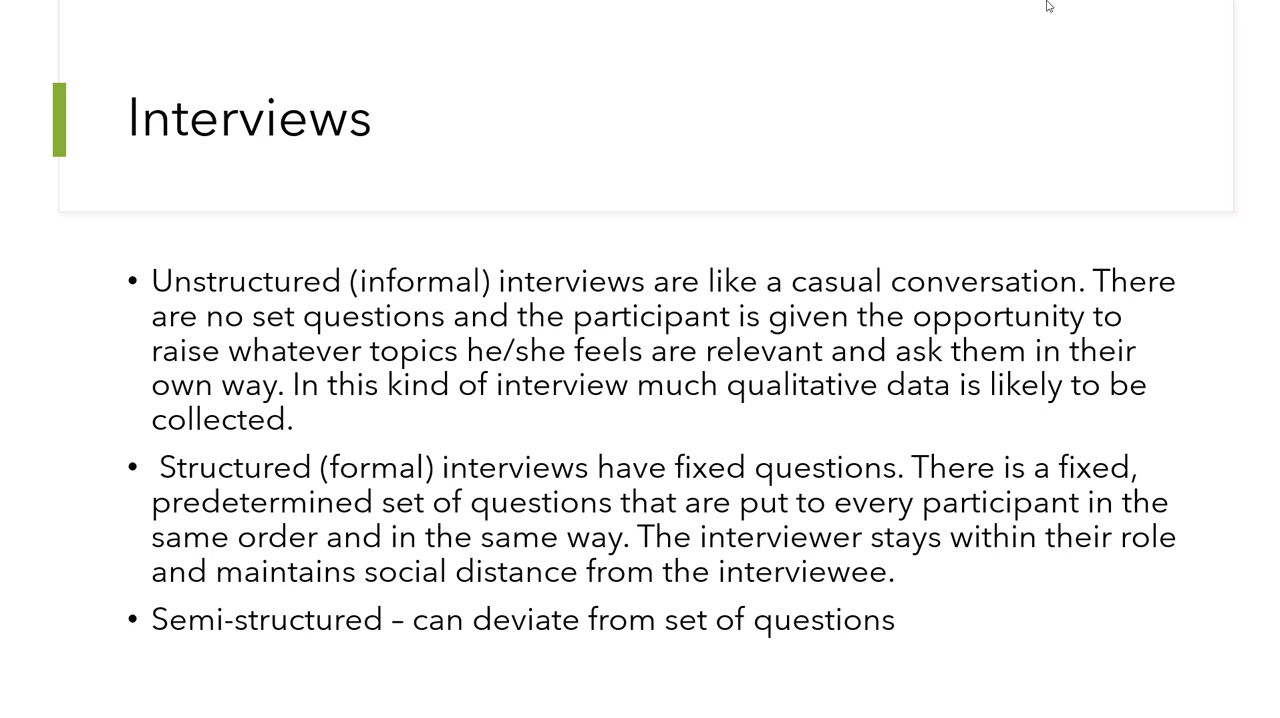 Interviews
• Unstructured (informal) interviews are like a casual conversation. There
are no set questions and the participant is given the opportunity to
raise whatever topics he/she feels are relevant and ask them in their
own way. In this kind of interview much qualitative data is likely to be
collected.
• Structured (formal) interviews have fixed questions. There is a fixed,
predetermined set of questions that are put to every participant in the
same order and in the same way. The interviewer stays within their role
and maintains social distance from the interviewee.
• Semi-structured – can deviate from set of questions